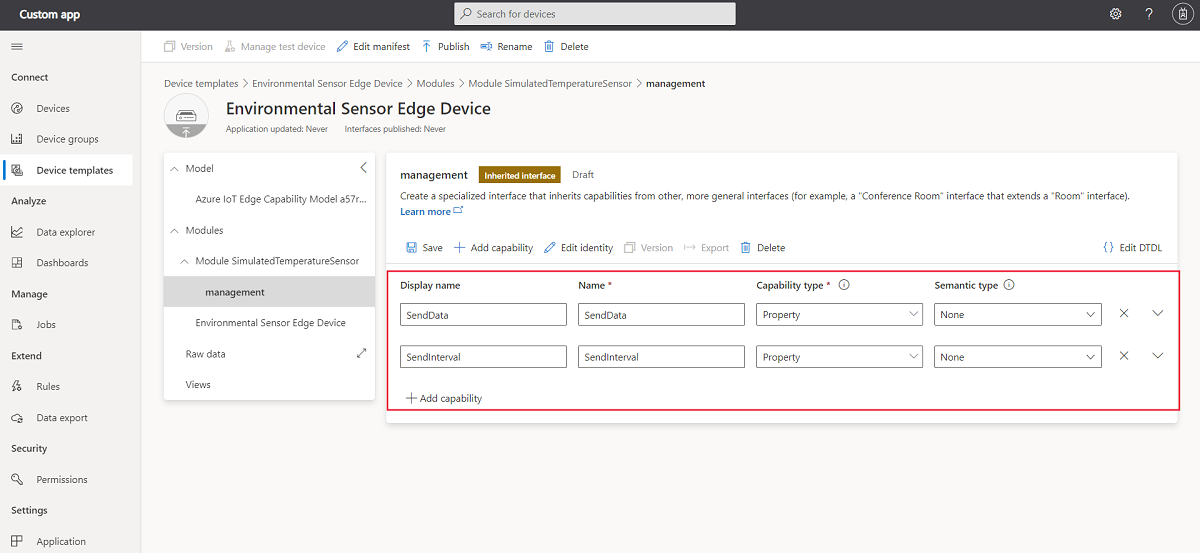 Custom app
Search for devices
?
Version
Manage test device
Edit manifest
Publish
Rename
Delete
Connect
Devices
Device groups
Device templates
Analyze
Data explorer
Dashboards
Manage
Jobs
Extend
Rules
Data export
Security
Permissions
Settings
Application
Device templates > Environmental Sensor Edge Device > Modules > Module SimulatedTemperatureSensor > management
Environmental Sensor Edge Device
Application updated: Never Interfaces published: Never
Model
Azure IoT Edge Capability Model a57r...
Modules
Module SimulatedTemperatureSensor
management
Environmental Sensor Edge Device
Raw data
Views
management Inherited interface Draft
Create a specialized interface that inherits capabilities from other, more general interfaces (for example, a "Conference Room" interface that extends a "Room" interface).
Learn more
Save Add capability Edit identity Version Export Delete {} Edit DTDL
Display name Name * Capability type * Semantic type
SendData SendData Property None
SendInterval SendInterval Property None
Add capability